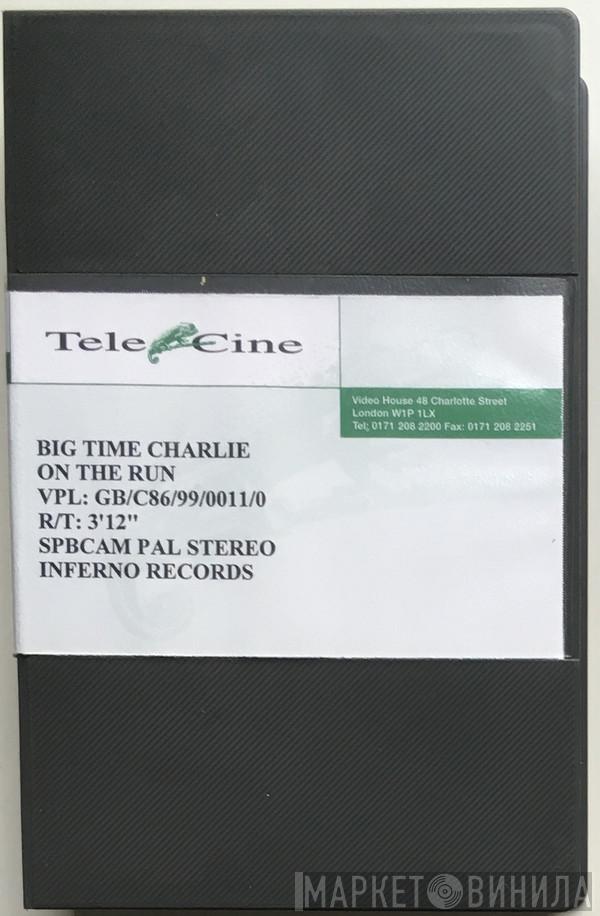 Tele Cine
Video House 48 Charlotte Street
London W1P 1LX
Tel; 0171 208 2200 Fax: 0171 208 2251
BIG TIME CHARLIE
ON THE RUN
VPL: GB/C86/99/0011/0
R/T: 3'12"
SPBCAM PAL STEREO
INFERNO RECORDS
МАРКЕТ ВИНИЛА